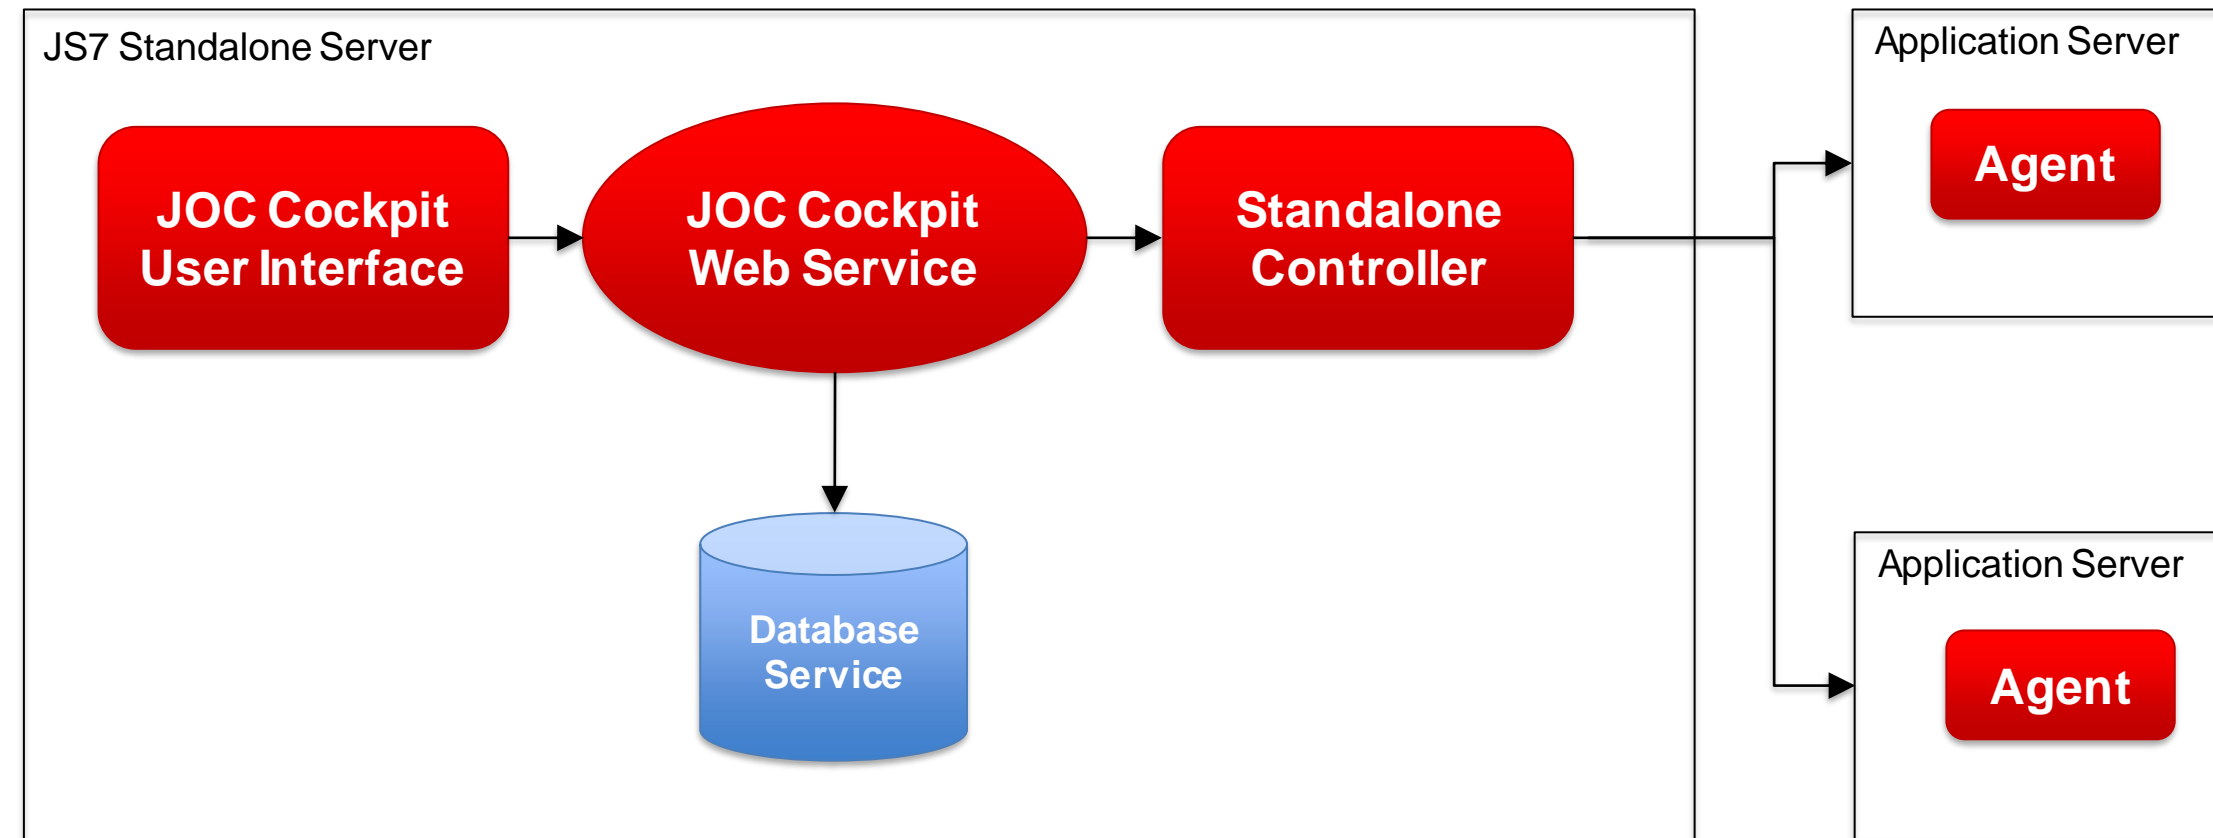 JS7 Standalone Server
JOC Cockpit
User Interface
JOC Cockpit
Web Service
Standalone
Controller
Database
Service
Application Server
Agent
Application Server
Agent